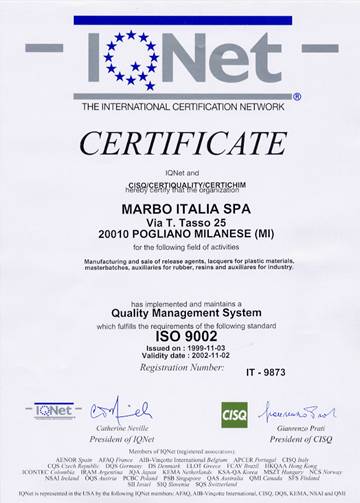 IQNet
®
THE INTERNATIONAL CERTIFICATION NETWORK
CERTIFICATE
IQNet and
CISQ/CERTIQUALITY/CERTICHIM
hereby certify that the organization
MARBO ITALIA SPA
Via T. Tasso 25
20010 POGLIANO MILANESE (MI)
for the following field of activities
Manufacturing and sale of release agents, lacquers for plastic materials,
masterbatches, auxiliaries for rubber, resins and auxiliares for industry.
has implemented and maintains a
Quality Management System
which fulfills the requirements of the following standard
ISO 9002
Issued on : 1999-11-03
Validity date : 2002-11-02
Registration Number: IT - 9873
IQNet
CISQ
Catherine Neville
President of IQNet
Gianrenzo Prati
President of CISQ
Members of IQNet (registered association):
AENOR Spain AFAQ France AIB-Vinçotte International Belgium APCER Portugal CISQ Italy
CQS Czech Republic DQS Germany DS Denmark ELOT Greece FCAV Brazil HKQAA Hong Kong
ICONTEC Colombia IRAM Argentina JQA Japan KEMA Netherlands KSA-QA Korea MSZT Hungary NCS Norway
NSAI Ireland ÖQS Austria PCBC Poland PSB Singapore QAS Australia QMI Canada SFS Finland
SII Israel SIQ Slovenia SQS Switzerland
IQNet is represented in the USA by the following IQNet members: AFAQ, AIB-Vinçotte International, CISQ, DQS, KEMA, NSAI and QMI